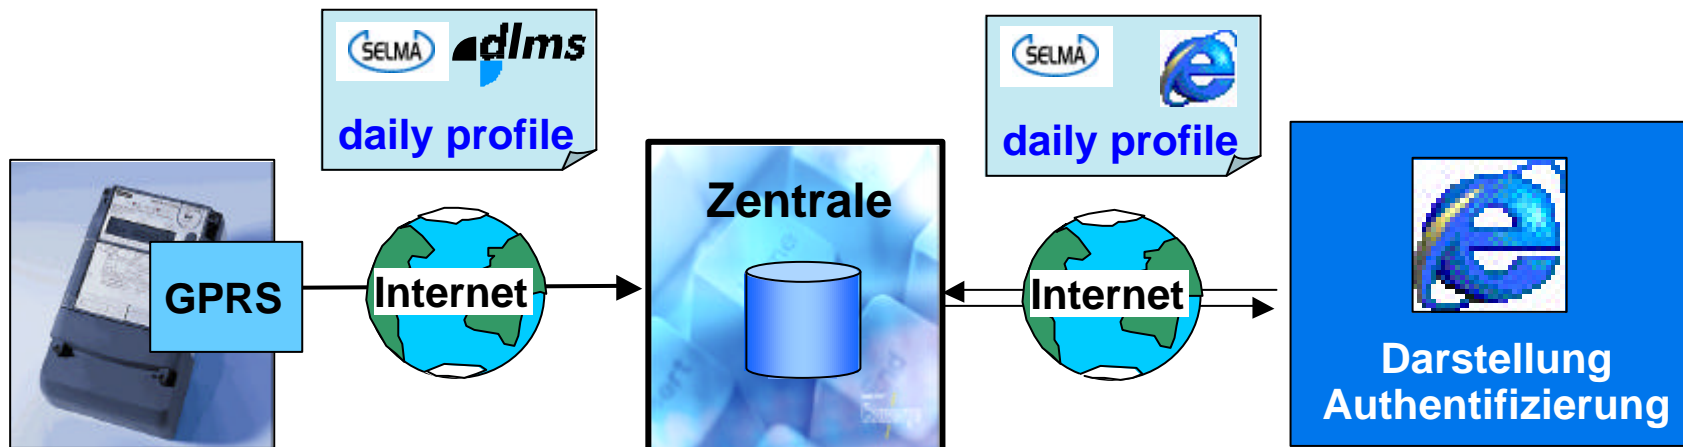 SELMA dlms
daily profile
SELMA
daily profile
GPRS
Internet
Zentrale
Internet
Darstellung
Authentifizierung